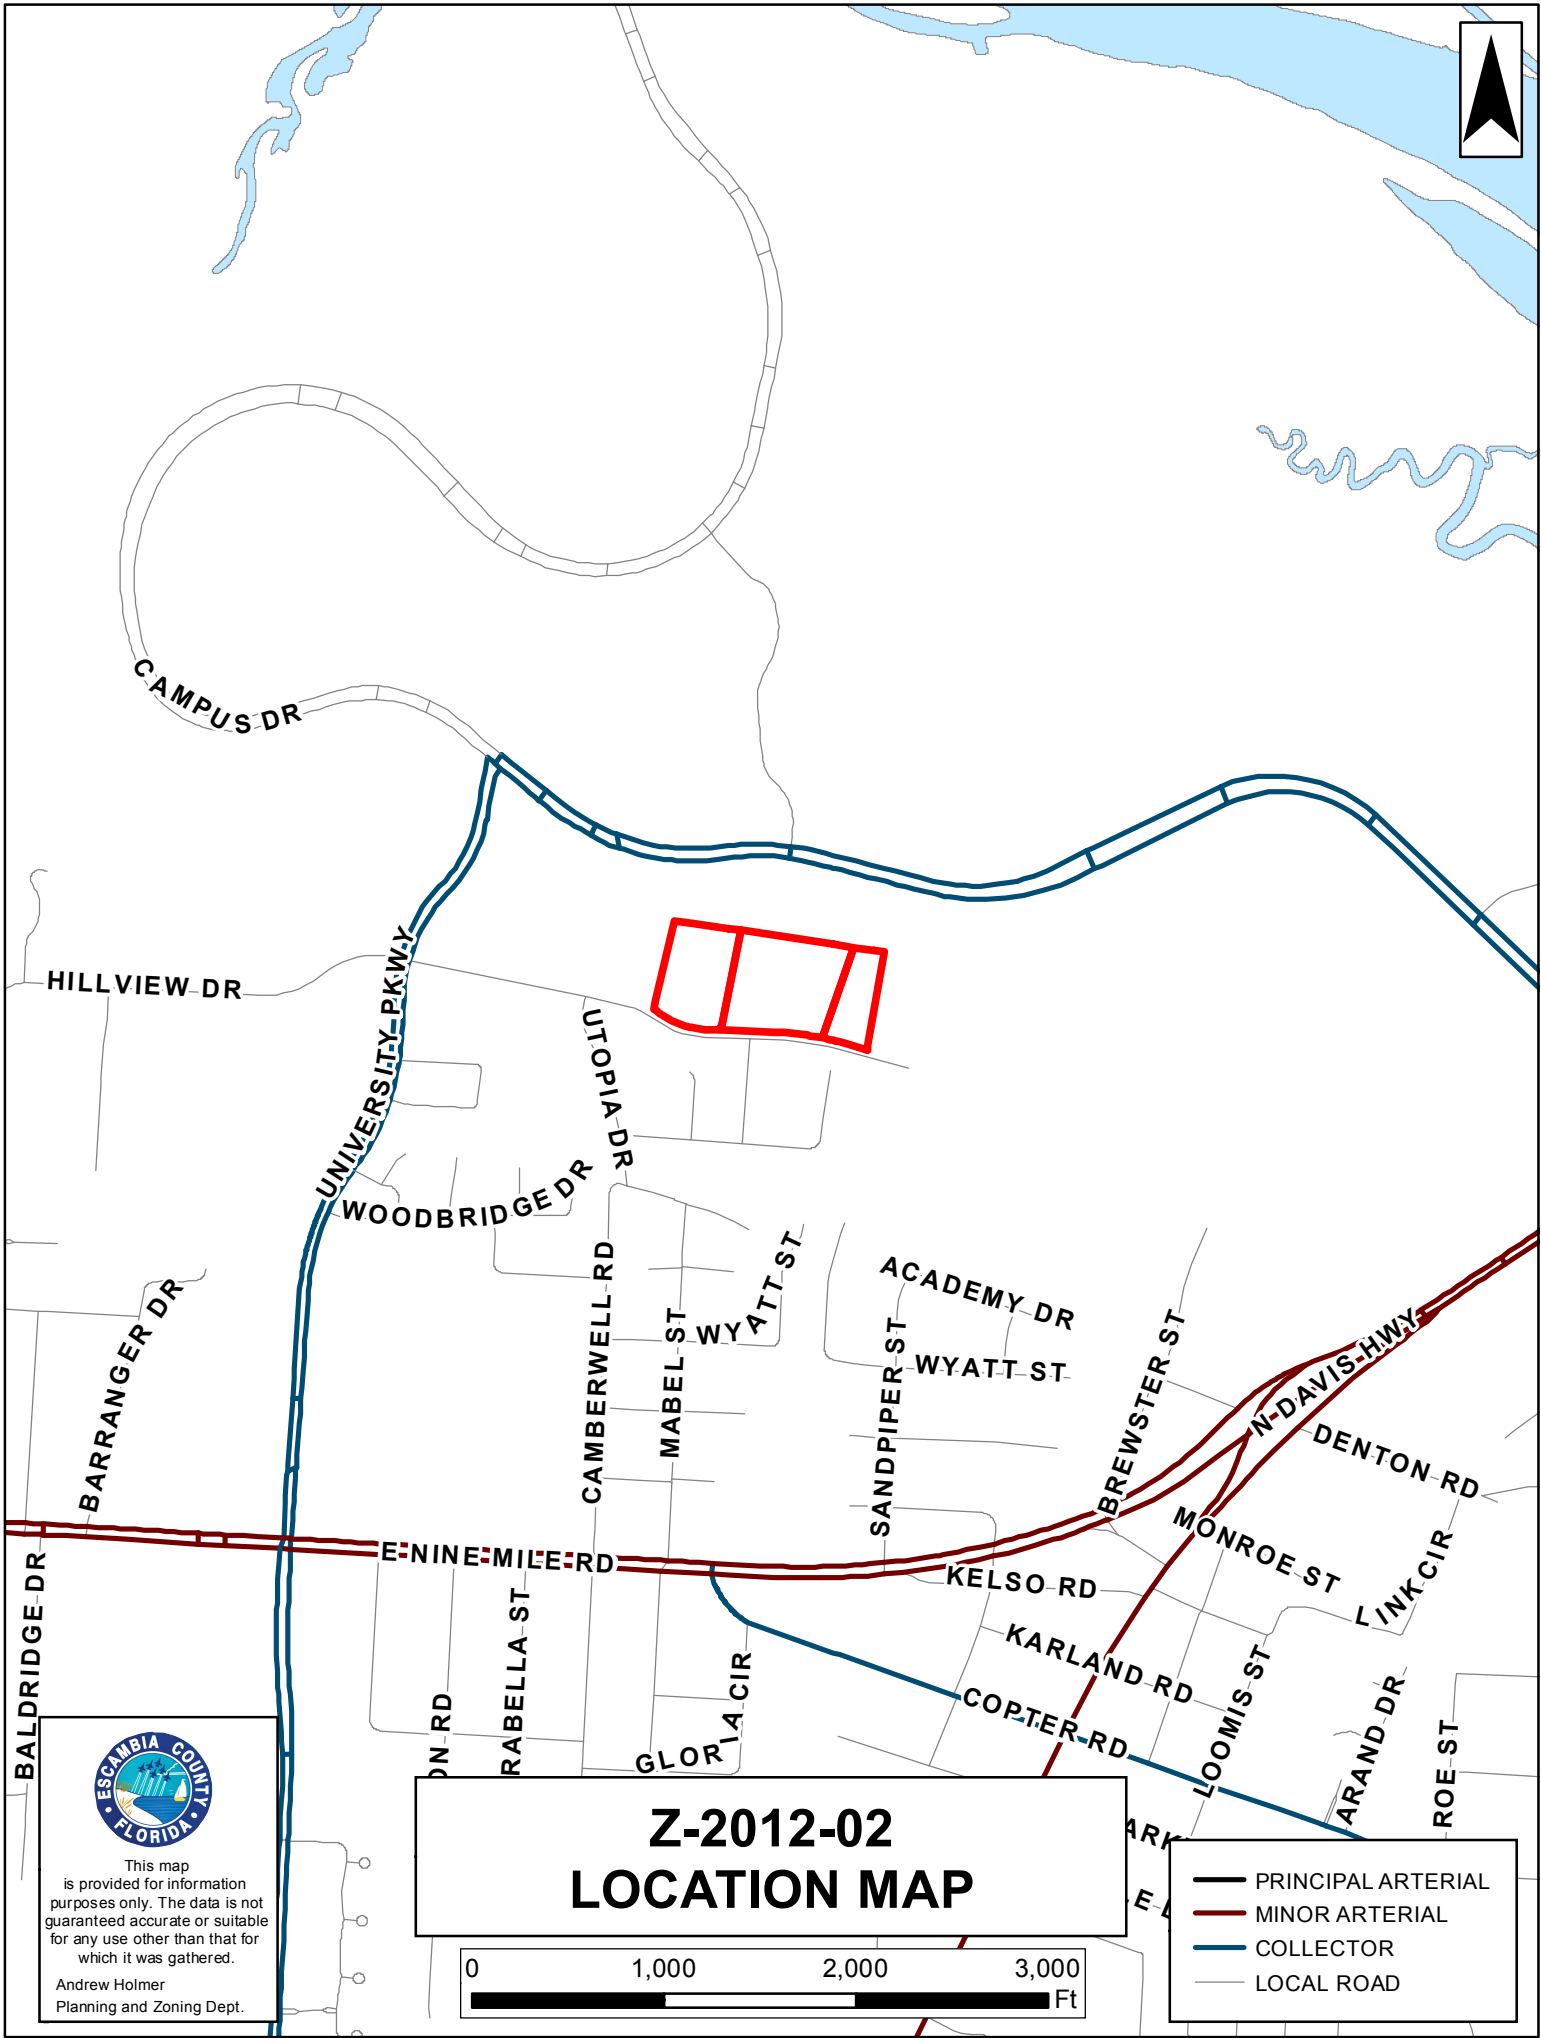 CAMPUS DR
HILLVIEW DR
UNIVERSITY PKWY
UTOPIA DR
WOODBRIDGE DR
BARRANGER DR
CAMBERWELL RD
MABEL ST
WYATT ST
ACADEMY DR
WYATT ST
SANDPIPER ST
BREWSTER ST
N DAVIS HWY
DENTON RD
MONROE ST
LINK CIR
E NINE MILE RD
KELSO RD
KARLAND RD
COPTER RD
LOOMIS ST
ARAND DR
ROE ST
BALDRIDGE DR
ON RD
RABELLA ST
GLORIA CIR
ARK
E
ESCAMBIA COUNTY
FLORIDA
This map
is provided for information
purposes only. The data is not
guaranteed accurate or suitable
for any use other than that for
which it was gathered.
Andrew Holmer
Planning and Zoning Dept.
Z-2012-02
LOCATION MAP
0 1,000 2,000 3,000
Ft
PRINCIPAL ARTERIAL
MINOR ARTERIAL
COLLECTOR
LOCAL ROAD